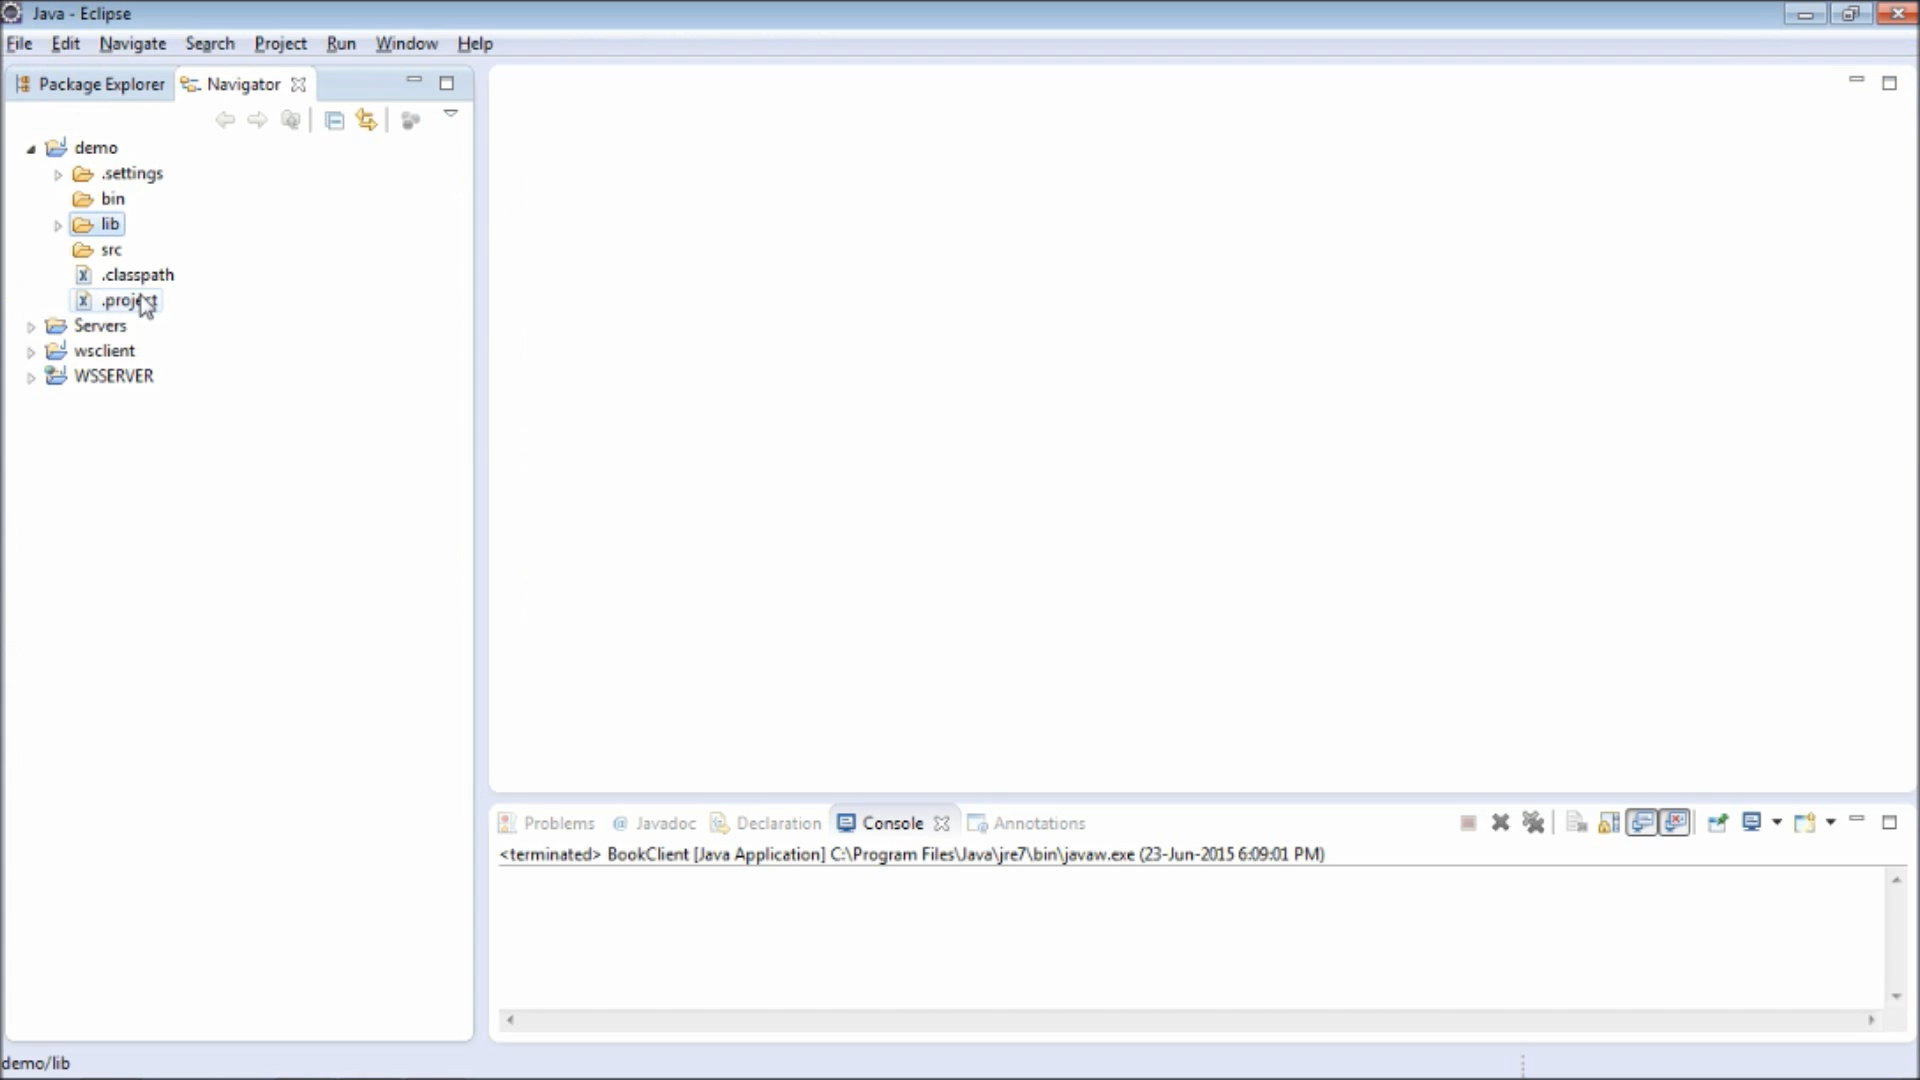 Java - Eclipse
File Edit Navigate Search Project Run Window Help
Package Explorer Navigator
demo
.settings
bin
lib
src
.classpath
.project
Servers
wsclient
WSSERVER
Problems @ Javadoc Declaration Console Annotations
<terminated> BookClient [Java Application] C:\Program Files\Java\jre7\bin\javaw.exe (23-Jun-2015 6:09:01 PM)
demo/lib